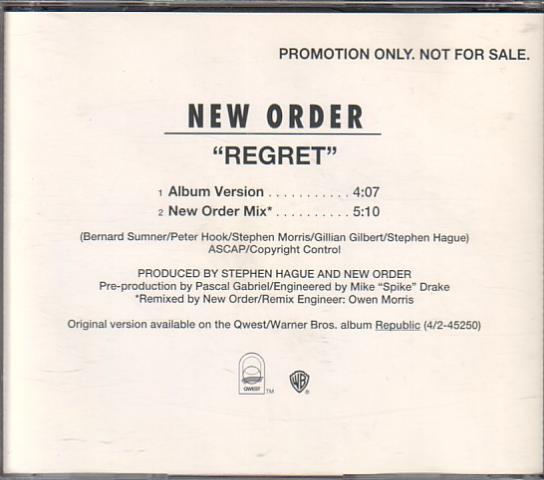 PROMOTION ONLY. NOT FOR SALE.
NEW ORDER
“REGRET”
1 Album Version . . . . . . . . . . . 4:07
2 New Order Mix* . . . . . . . . . . 5:10
(Bernard Sumner/Peter Hook/Stephen Morris/Gillian Gilbert/Stephen Hague)
ASCAP/Copyright Control
PRODUCED BY STEPHEN HAGUE AND NEW ORDER
Pre-production by Pascal Gabriel/Engineered by Mike “Spike” Drake
*Remixed by New Order/Remix Engineer: Owen Morris
Original version available on the Qwest/Warner Bros. album Republic (4/2-45250)
QWEST TM WB ®